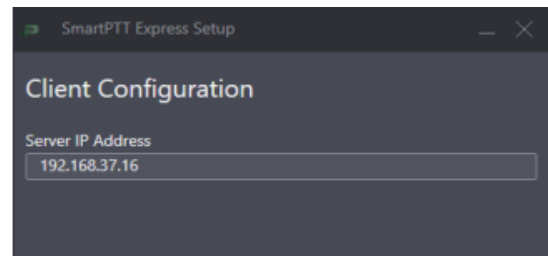 SmartPTT Express Setup
Client Configuration
Server IP Address
192.168.37.16